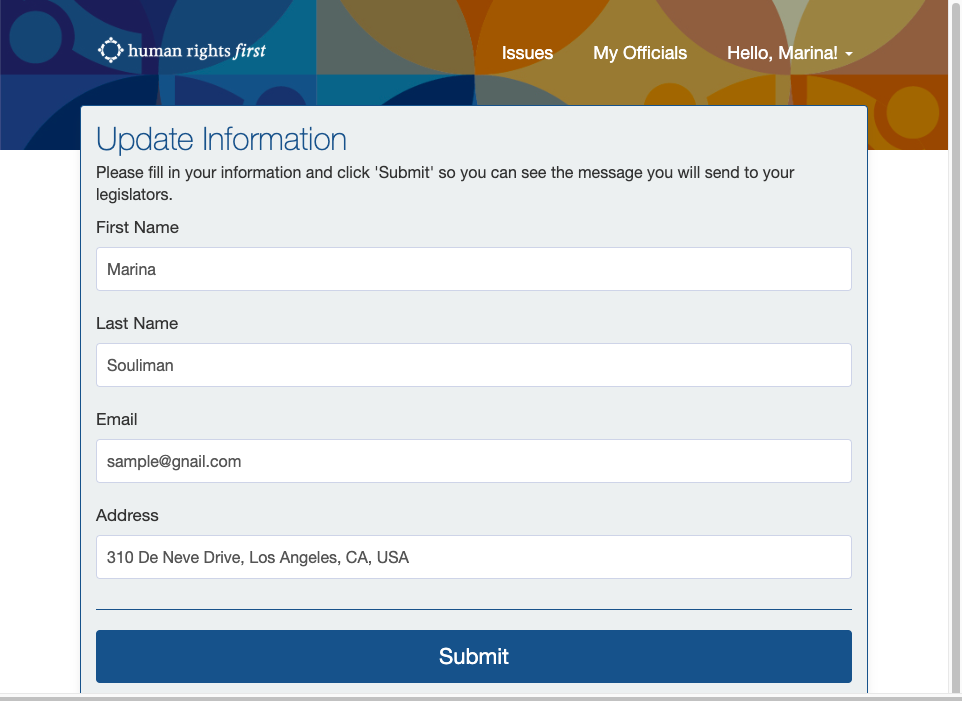 human rights first
Issues
My Officials
Hello, Marina!
Update Information
Please fill in your information and click 'Submit' so you can see the message you will send to your
legislators.
First Name
Marina
Last Name
Souliman
Email
sample@gnail.com
Address
310 De Neve Drive, Los Angeles, CA, USA
Submit